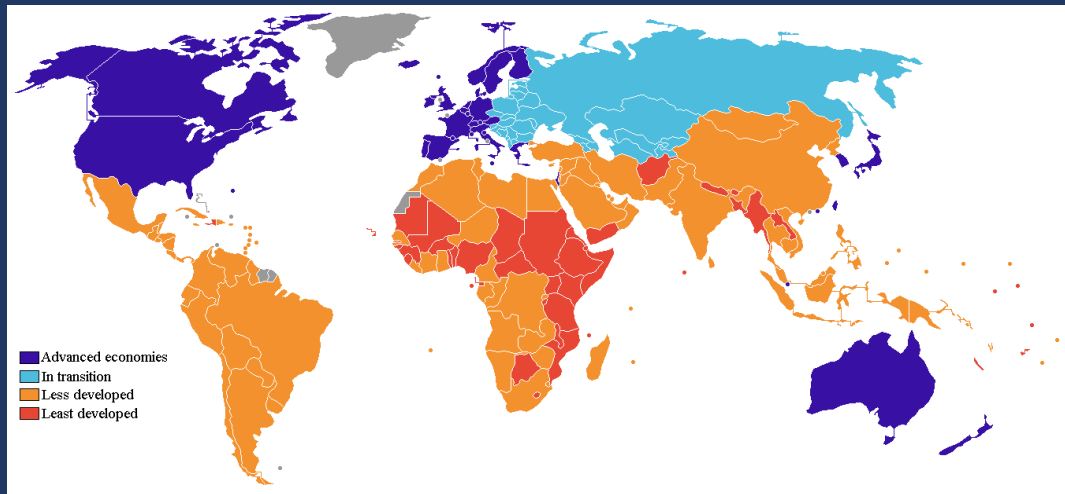 Advanced economies
In transition
Less developed
Least developed